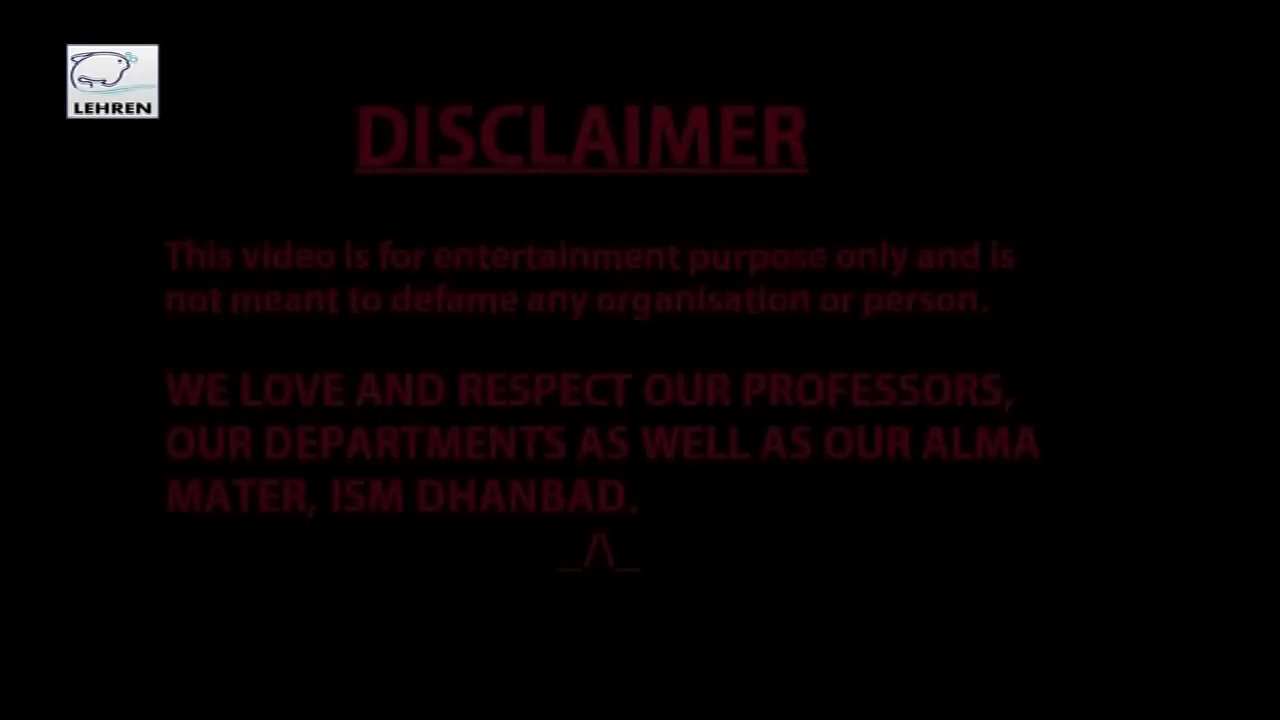 LEHREN
DISCLAIMER
This video is for entertainment purpose only and is
not meant to defame any organisation or person.
WE LOVE AND RESPECT OUR PROFESSORS,
OUR DEPARTMENTS AS WELL AS OUR ALMA
MATER, ISM DHANBAD.
_/\_